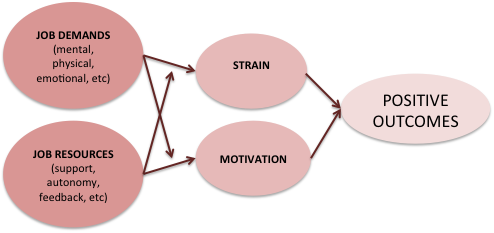 JOB DEMANDS
(mental,
physical,
emotional, etc)
STRAIN
POSITIVE
OUTCOMES
JOB RESOURCES
(support,
autonomy,
feedback, etc)
MOTIVATION